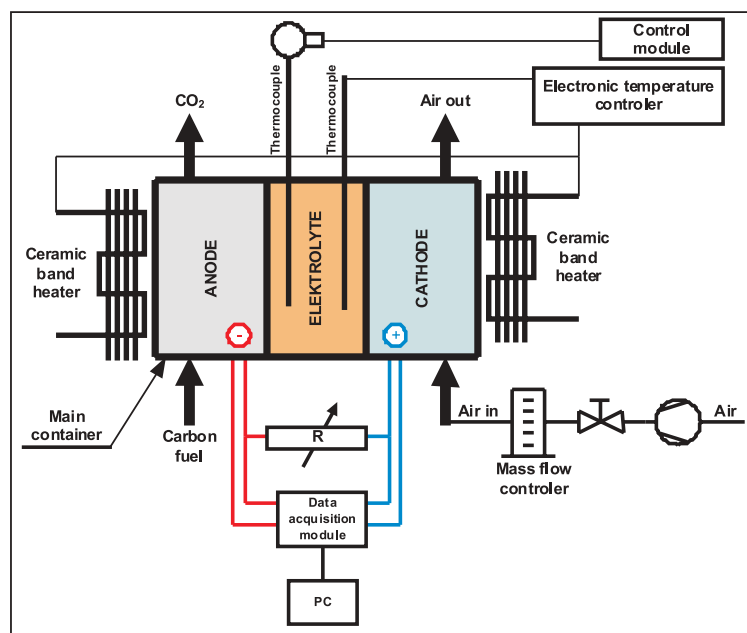 Control
module
Electronic temperature
controler
CO2
Thermocouple
Thermocouple
Air out
Ceramic
band
heater
ANODE
ELEKTROLYTE
CATHODE
Ceramic
band
heater
-
+
Main
container
Carbon
fuel
R
Air in
Air
Mass flow
controler
Data
acquisition
module
PC